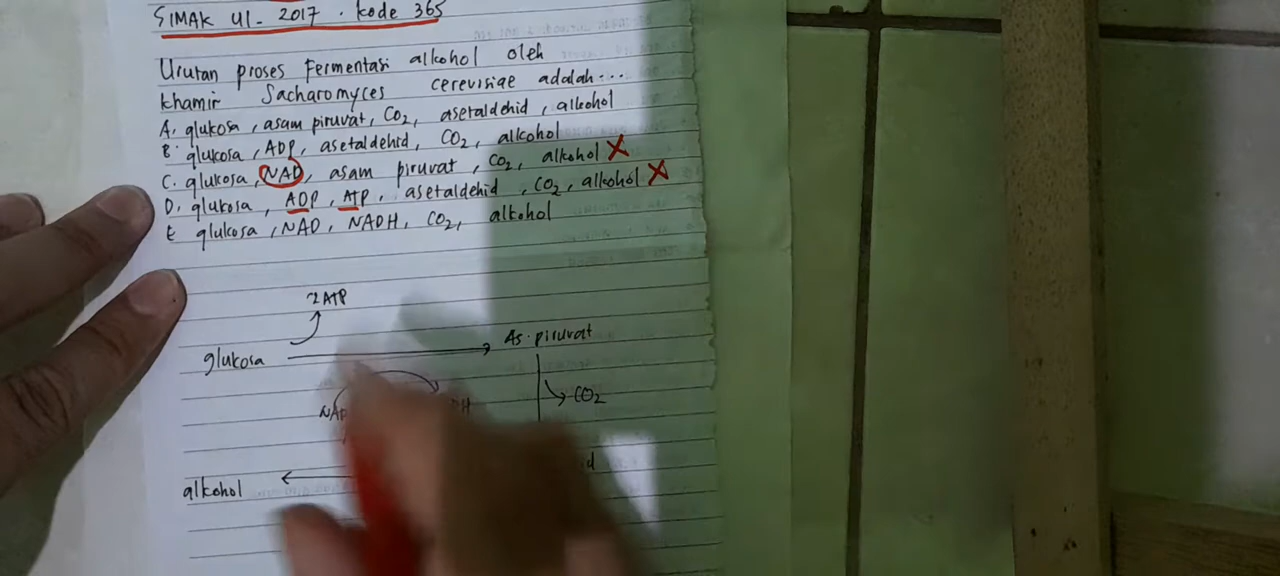 SIMAK UI - 2017 . kode 365
Urutan proses fermentasi alkohol oleh
khamir Sacharomyces cerevisiae adalah...
A. glukosa, asam piruvat, CO2, asetaldehid, alkohol
B. glukosa, ADP, asetaldehid, CO2, alkohol
C. glukosa, NAD, asam piruvat, CO2, alkohol X
D. glukosa, ADP, ATP, asetaldehid, CO2, alkohol X
E glukosa, NAD, NADH, CO2, alkohol
2 ATP
glukosa
As. piruvat
CO2
alkohol